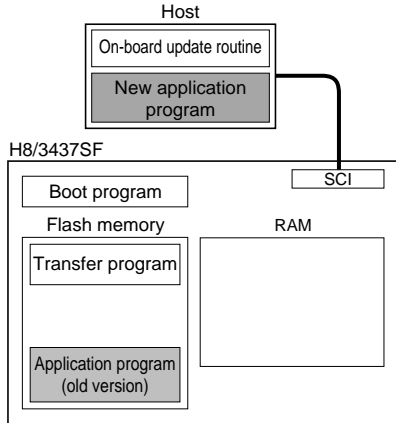 Host
On-board update routine
New application
program
H8/3437SF
SCI
Boot program
Flash memory
RAM
Transfer program
Application program
(old version)